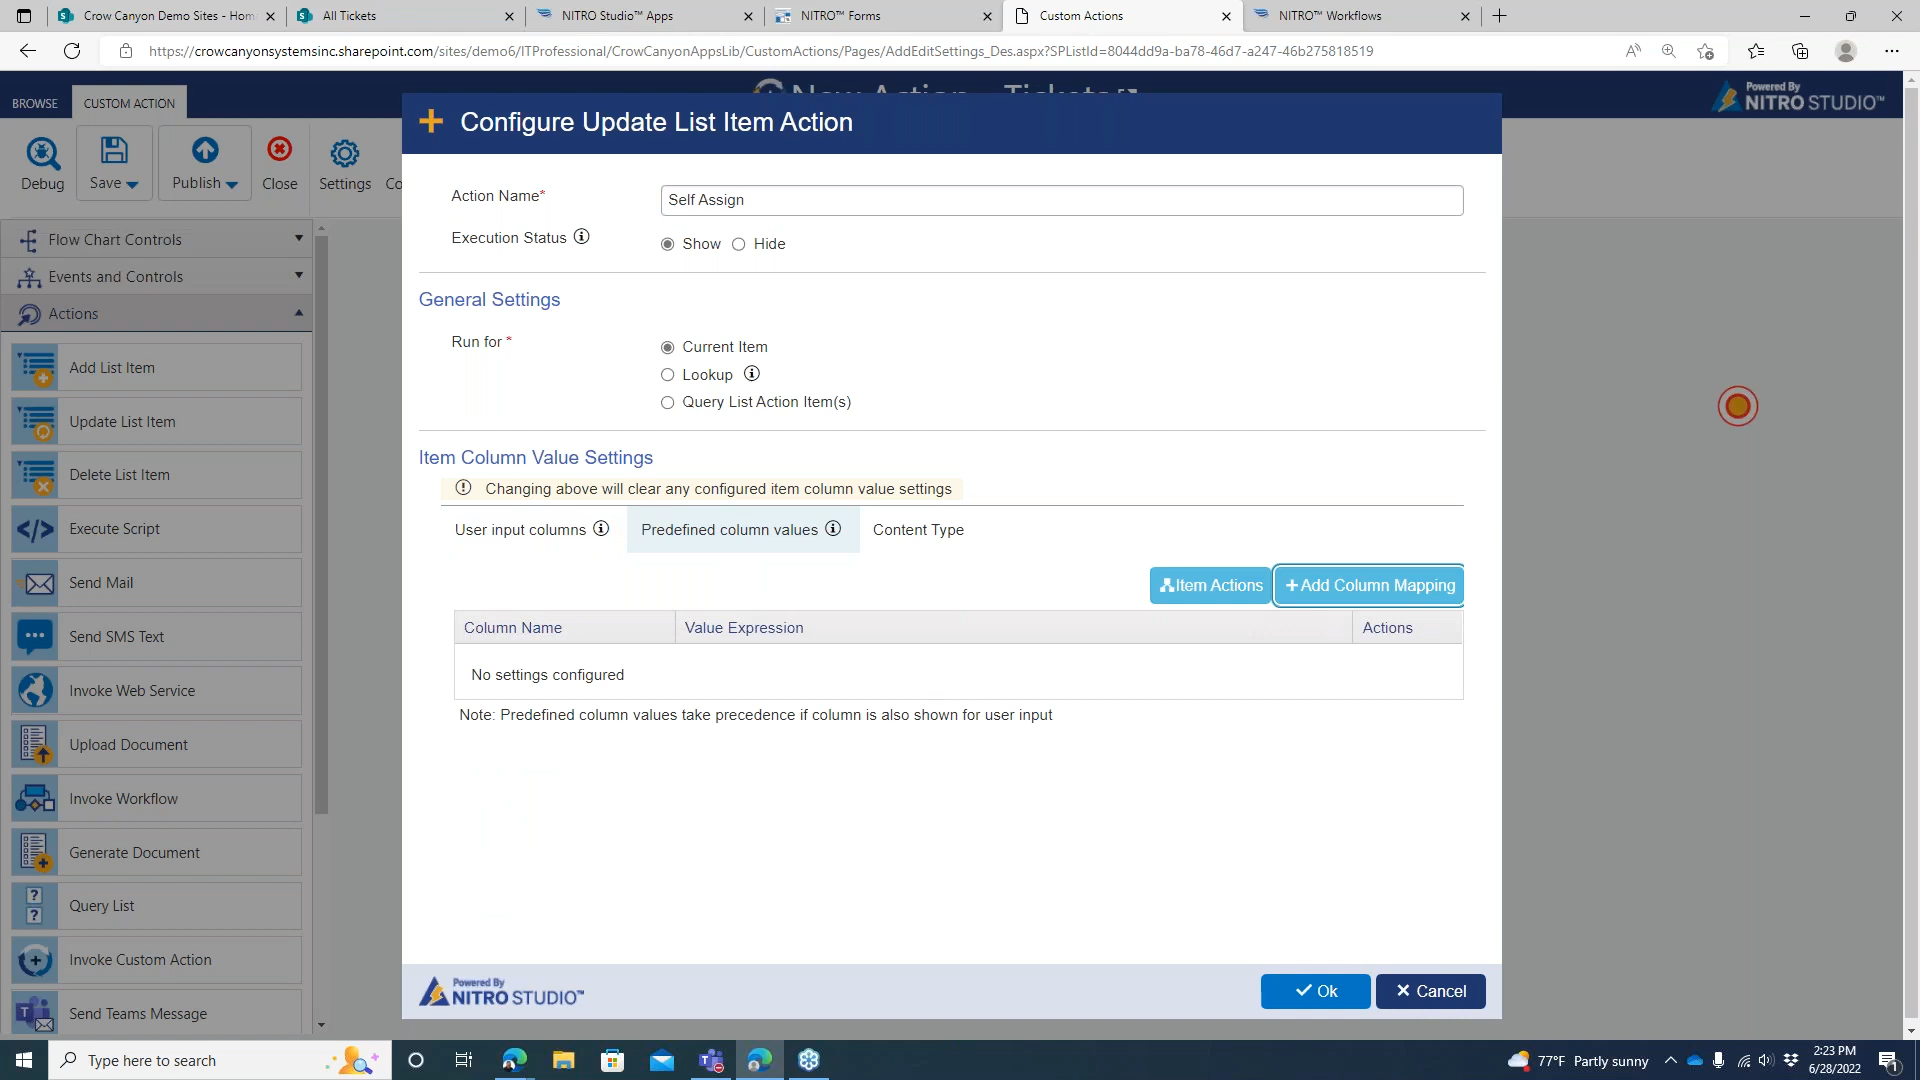 Crow Canyon Demo Sites - Hom
All Tickets
NITRO Studio™ Apps
NITRO™ Forms
Custom Actions
NITRO™ Workflows
https://crowcanyonsystemsinc.sharepoint.com/sites/demo6/ITProfessional/CrowCanyonAppsLib/CustomActions/Pages/AddEditSettings_Des.aspx?SPListId=8044dd9a-ba78-46d7-a247-46b275818519
BROWSE
CUSTOM ACTION
New Action - Tickets
Powered By
NITRO STUDIO™
Debug
Save
Publish
Close
Settings
Co
Flow Chart Controls
Events and Controls
Actions
Add List Item
Update List Item
Delete List Item
Execute Script
Send Mail
Send SMS Text
Invoke Web Service
Upload Document
Invoke Workflow
Generate Document
Query List
Invoke Custom Action
Send Teams Message
Configure Update List Item Action
Action Name*
Self Assign
Execution Status
Show
Hide
General Settings
Run for *
Current Item
Lookup
Query List Action Item(s)
Item Column Value Settings
Changing above will clear any configured item column value settings
User input columns
Predefined column values
Content Type
Item Actions
+Add Column Mapping
Column Name
Value Expression
Actions
No settings configured
Note: Predefined column values take precedence if column is also shown for user input
Powered By
NITRO STUDIO™
Ok
Cancel
Type here to search
77°F Partly sunny
2:23 PM
6/28/2022
1